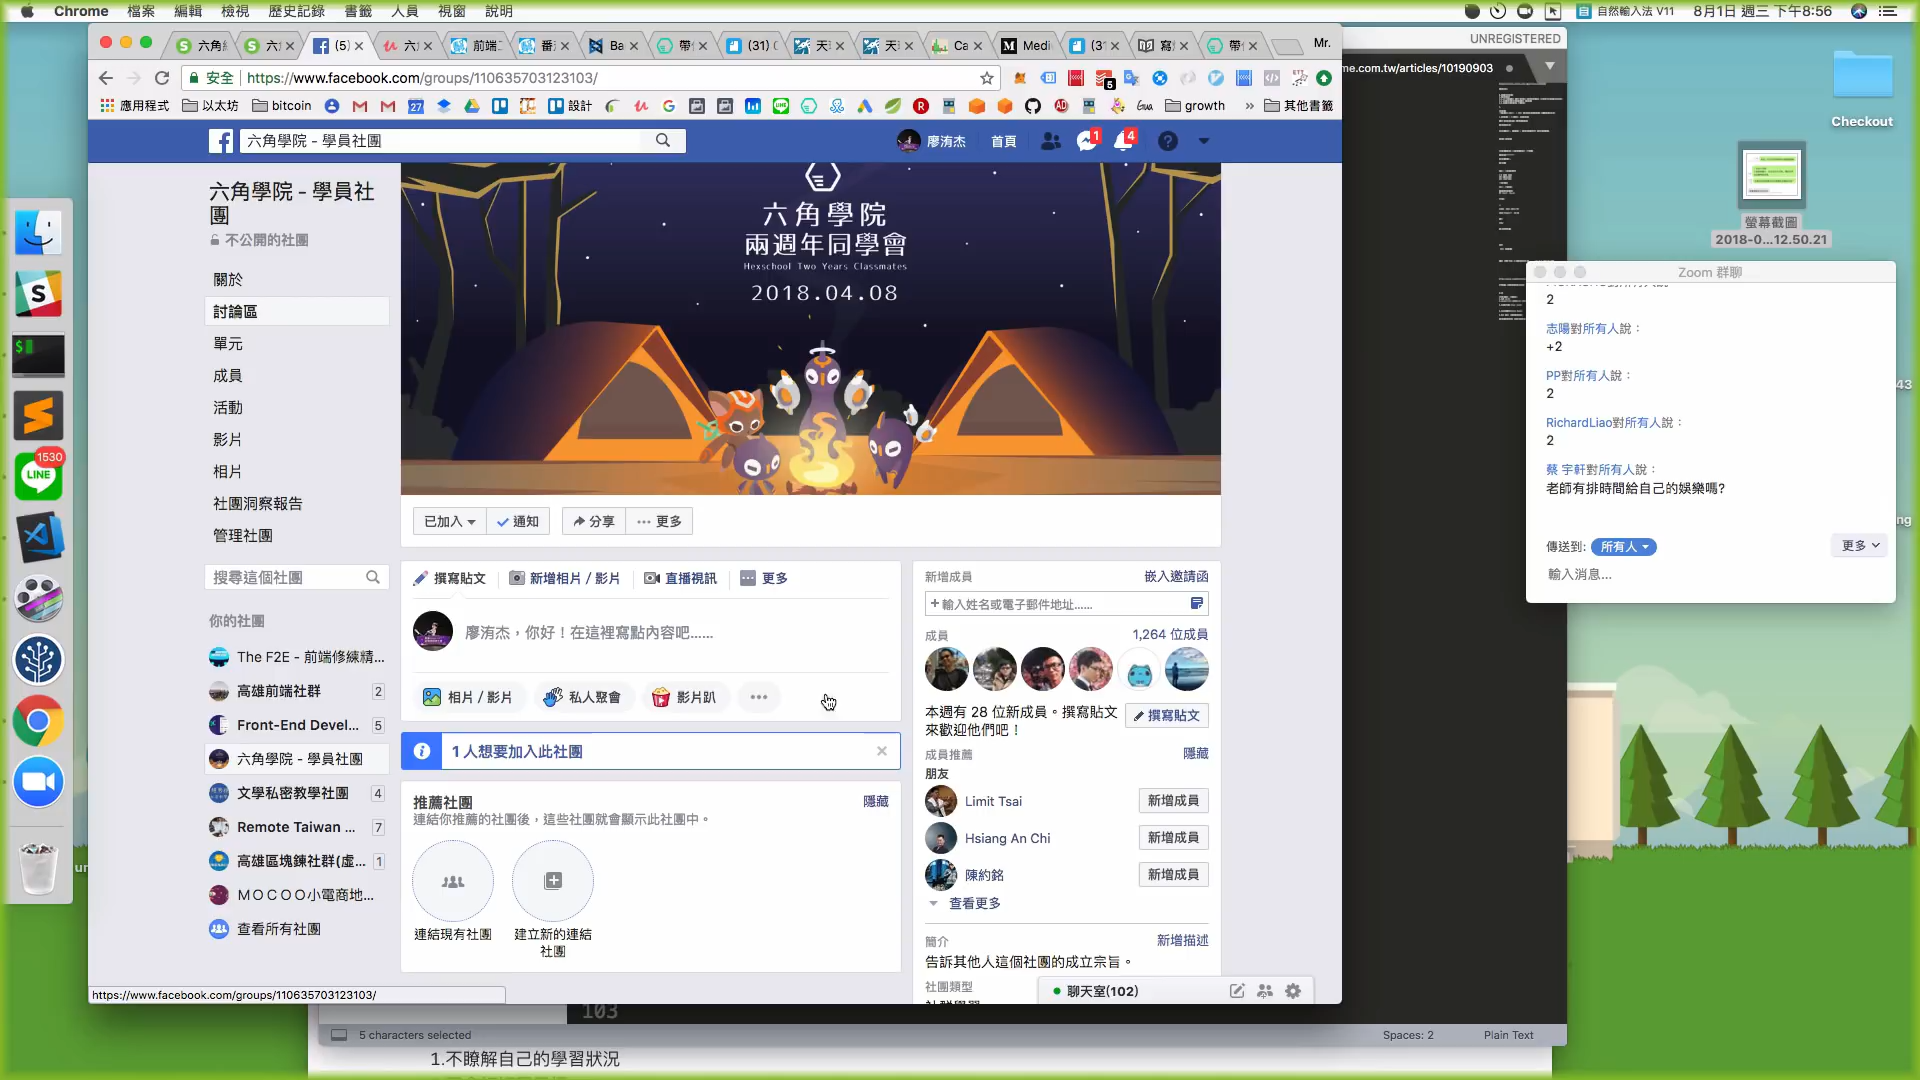 Chrome 檔案 編輯 檢視 歷史記錄 書籤 人員 視窗 說明
自然輸入法 V11 8月1日 週三 下午8:56
Mr.
安全 https://www.facebook.com/groups/110635703123103/
應用程式 以太坊 bitcoin 設計 growth 其他書籤
六角學院 - 學員社團
廖洧杰 首頁 1 4
六角學院 - 學員社團
不公開的社團
關於
討論區
單元
成員
活動
影片
相片
社團洞察報告
管理社團
搜尋這個社團
你的社團
The F2E - 前端修練精...
高雄前端社群 2
Front-End Devel... 5
六角學院 - 學員社團
文學私密教學社團 4
Remote Taiwan ... 7
高雄區塊鍊社群(虛... 1
MOCOO小電商地...
查看所有社團
六角學院
兩週年同學會
Hexschool Two Years Classmates
2018.04.08
已加入 通知 分享 更多
撰寫貼文 新增相片 / 影片 直播視訊 更多
廖洧杰，你好！在這裡寫點內容吧......
相片 / 影片 私人聚會 影片趴
1 人想要加入此社團
推薦社團 隱藏
連結你推薦的社團後，這些社團就會顯示此社團中。
連結現有社團
建立新的連結社團
新增成員 嵌入邀請函
+ 輸入姓名或電子郵件地址......
成員 1,264 位成員
本週有 28 位新成員。撰寫貼文來歡迎他們吧！
撰寫貼文
成員推薦 隱藏
朋友
Limit Tsai 新增成員
Hsiang An Chi 新增成員
陳約銘 新增成員
查看更多
簡介 新增描述
告訴其他人這個社團的成立宗旨。
社團類型
聊天室(102)
https://www.facebook.com/groups/110635703123103/
UNREGISTERED
me.com.tw/articles/10190903
103
5 characters selected Spaces: 2 Plain Text
1.不瞭解自己的學習狀況
Checkout
螢幕截圖
2018-0...12.50.21
Zoom 群聊
2
志陽對所有人說：
+2
PP對所有人說：
2
RichardLiao對所有人說：
2
蔡 宇軒對所有人說：
老師有排時間給自己的娛樂嗎?
傳送到: 所有人 更多
輸入消息...
1530
LINE